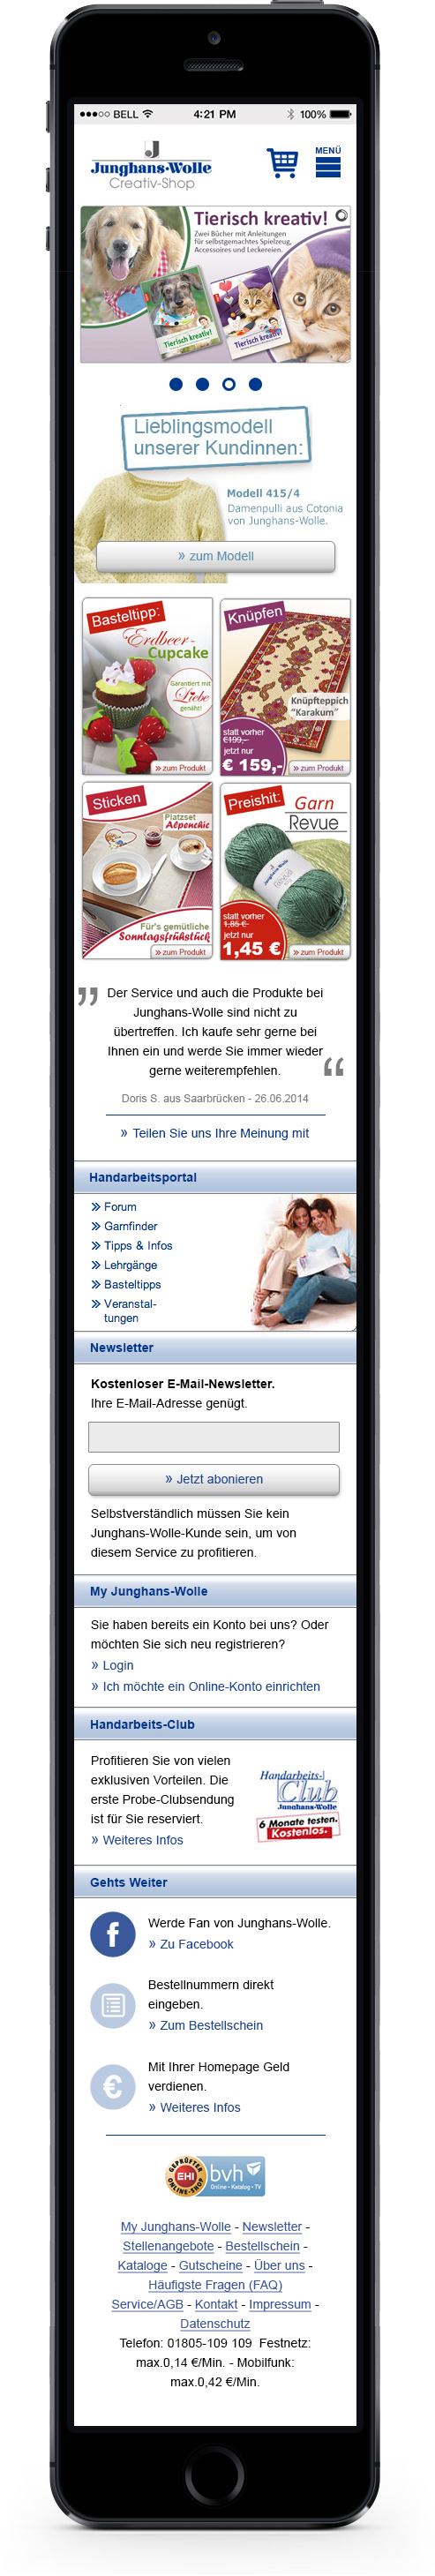 BELL 4:21 PM 100%
Junghans-Wolle
Creativ-Shop
MENÜ
Tierisch kreativ!
Zwei Bücher mit Anleitungen
für selbstgemachtes Spielzeug,
Accessoires und Leckereien.
Tierisch kreativ!
Tierisch kreativ!
Lieblingsmodell
unserer Kundinnen:
Modell 415/4
Damenpulli aus Cotonia
von Junghans-Wolle.
» zum Modell
Basteltipp:
Erdbeer-
Cupcake
Garantiert mit
Liebe
genäht!
» zum Produkt
Knüpfen
Knüpfteppich
“Karakum”
statt vorher
€199,-
jetzt nur
€ 159,-
» zum Produkt
Sticken
Platzset
Alpenchic
Für's gemütliche
Sonntagsfrühstück
» zum Produkt
Preishit:
Garn
Revue
Junghans-Wolle
statt vorher
1,85 €
jetzt nur
1,45 €
» zum Produkt
” Der Service und auch die Produkte bei
Junghans-Wolle sind nicht zu
übertreffen. Ich kaufe sehr gerne bei
Ihnen ein und werde Sie immer wieder
gerne weiterempfehlen. “
Doris S. aus Saarbrücken - 26.06.2014
» Teilen Sie uns Ihre Meinung mit
Handarbeitsportal
» Forum
» Garnfinder
» Tipps & Infos
» Lehrgänge
» Basteltipps
» Veranstal-
tungen
Newsletter
Kostenloser E-Mail-Newsletter.
Ihre E-Mail-Adresse genügt.
» Jetzt abonieren
Selbstverständlich müssen Sie kein
Junghans-Wolle-Kunde sein, um von
diesem Service zu profitieren.
My Junghans-Wolle
Sie haben bereits ein Konto bei uns? Oder
möchten Sie sich neu registrieren?
» Login
» Ich möchte ein Online-Konto einrichten
Handarbeits-Club
Profitieren Sie von vielen
exklusiven Vorteilen. Die
erste Probe-Clubsendung
ist für Sie reserviert.
» Weiteres Infos
Handarbeits-
Club
Junghans-Wolle
6 Monate testen.
Kostenlos.
Gehts Weiter
f
Werde Fan von Junghans-Wolle.
» Zu Facebook
Bestellnummern direkt
eingeben.
» Zum Bestellschein
€
Mit Ihrer Homepage Geld
verdienen.
» Weiteres Infos
GEPRÜFTER
EHI
ONLINE-SHOP
bvh
Online • Katalog • TV
My Junghans-Wolle - Newsletter -
Stellenangebote - Bestellschein -
Kataloge - Gutscheine - Über uns -
Häufigste Fragen (FAQ)
Service/AGB - Kontakt - Impressum -
Datenschutz
Telefon: 01805-109 109 Festnetz:
max.0,14 €/Min. - Mobilfunk:
max.0,42 €/Min.